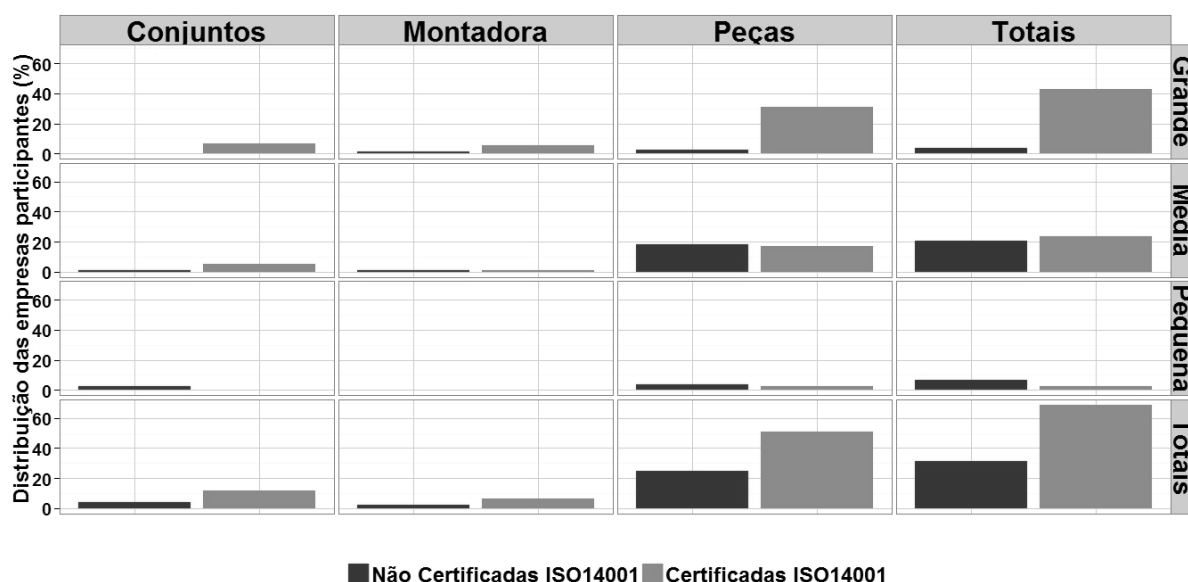 Conjuntos Montadora Peças Totais
Distribuição das empresas participantes (%)
60
40
20
0
Grande
60
40
20
0
Media
60
40
20
0
Pequena
60
40
20
0
Totais
Não Certificadas ISO14001 Certificadas ISO14001